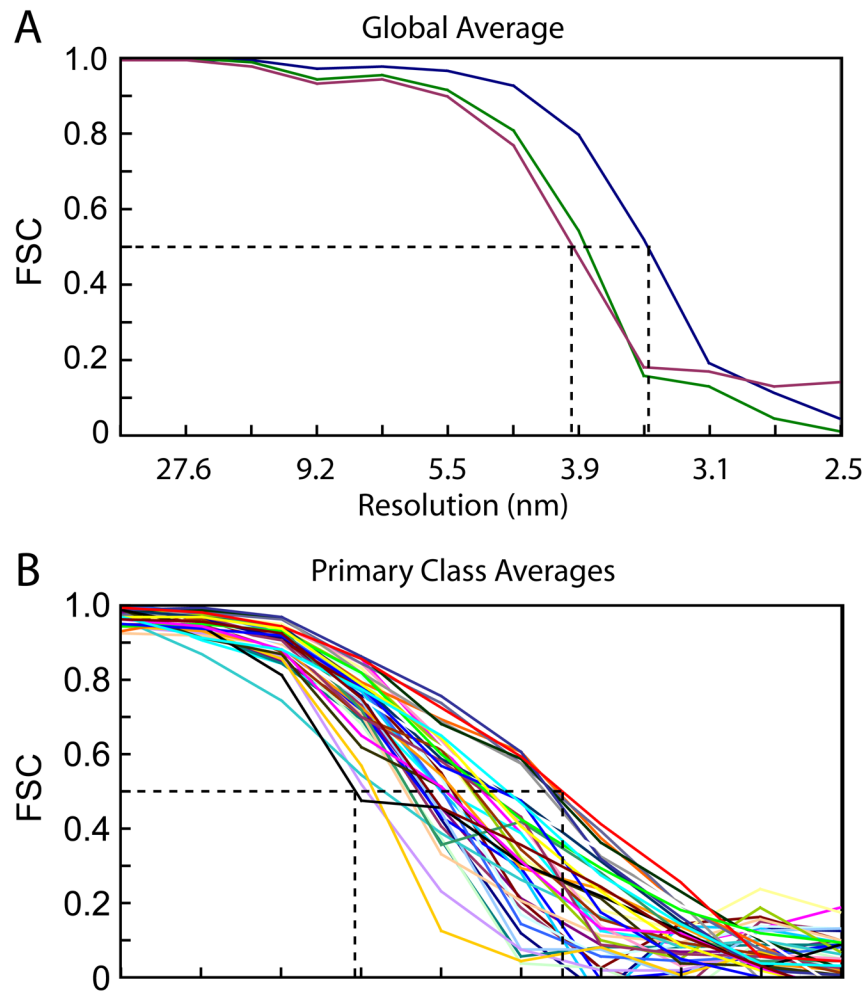 A
Global Average
1.0
0.8
0.6
0.4
0.2
0
FSC
27.6 9.2 5.5 3.9 3.1 2.5
Resolution (nm)
B
Primary Class Averages
1.0
0.8
0.6
0.4
0.2
0
FSC